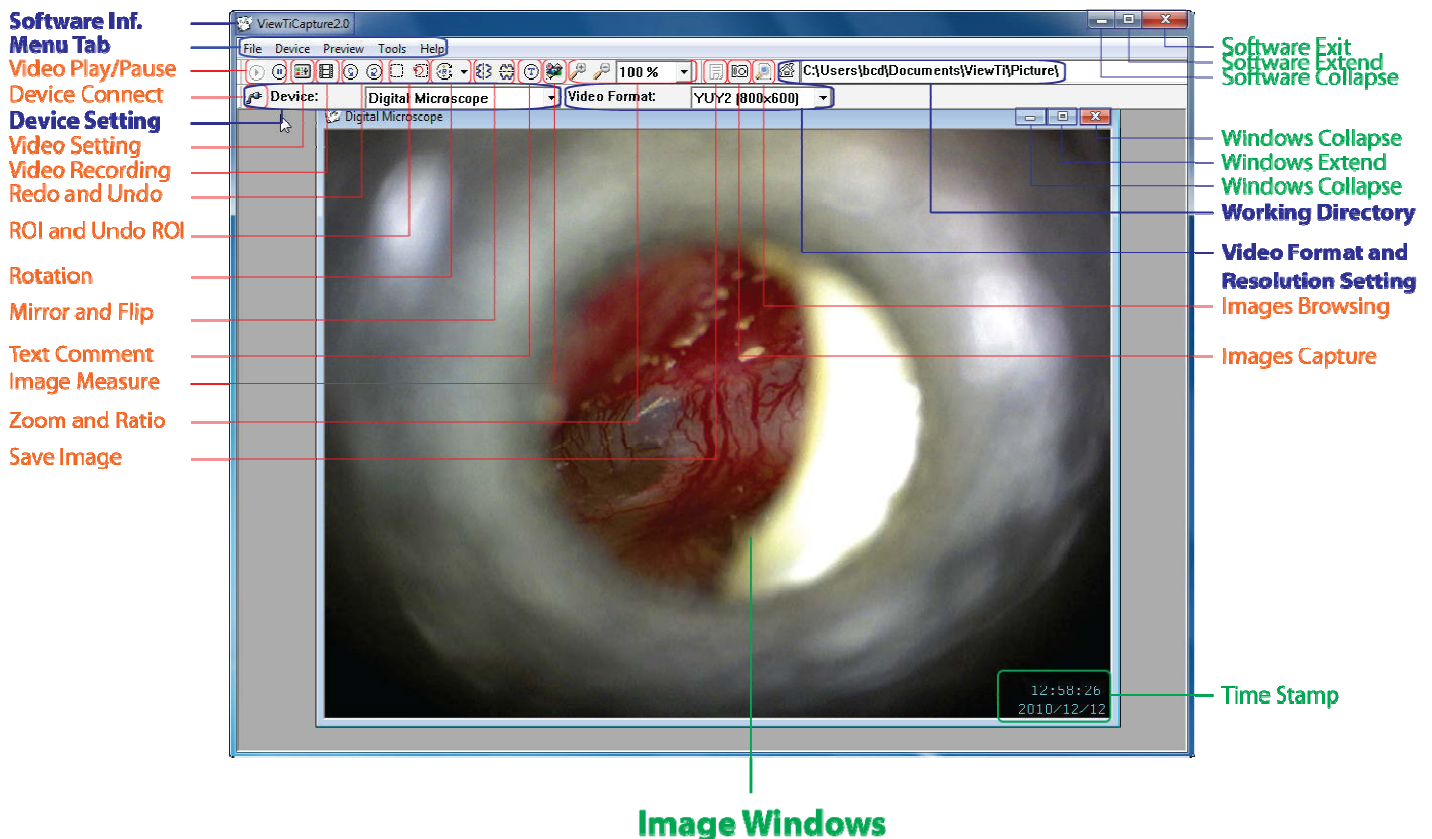 Software Inf.
Menu Tab
Video Play/Pause
Device Connect
Device Setting
Video Setting
Video Recording
Redo and Undo
ROI and Undo ROI
Rotation
Mirror and Flip
Text Comment
Image Measure
Zoom and Ratio
Save Image
ViewTiCapture2.0
File Device Preview Tools Help
100 % C:\Users\bcd\Documents\ViewTi\Picture\
Device: Digital Microscope Video Format: YUY2 (800x600)
Digital Microscope
12:58:26
2010/12/12
Image Windows
Software Exit
Software Extend
Software Collapse
Windows Collapse
Windows Extend
Windows Collapse
Working Directory
Video Format and
Resolution Setting
Images Browsing
Images Capture
Time Stamp